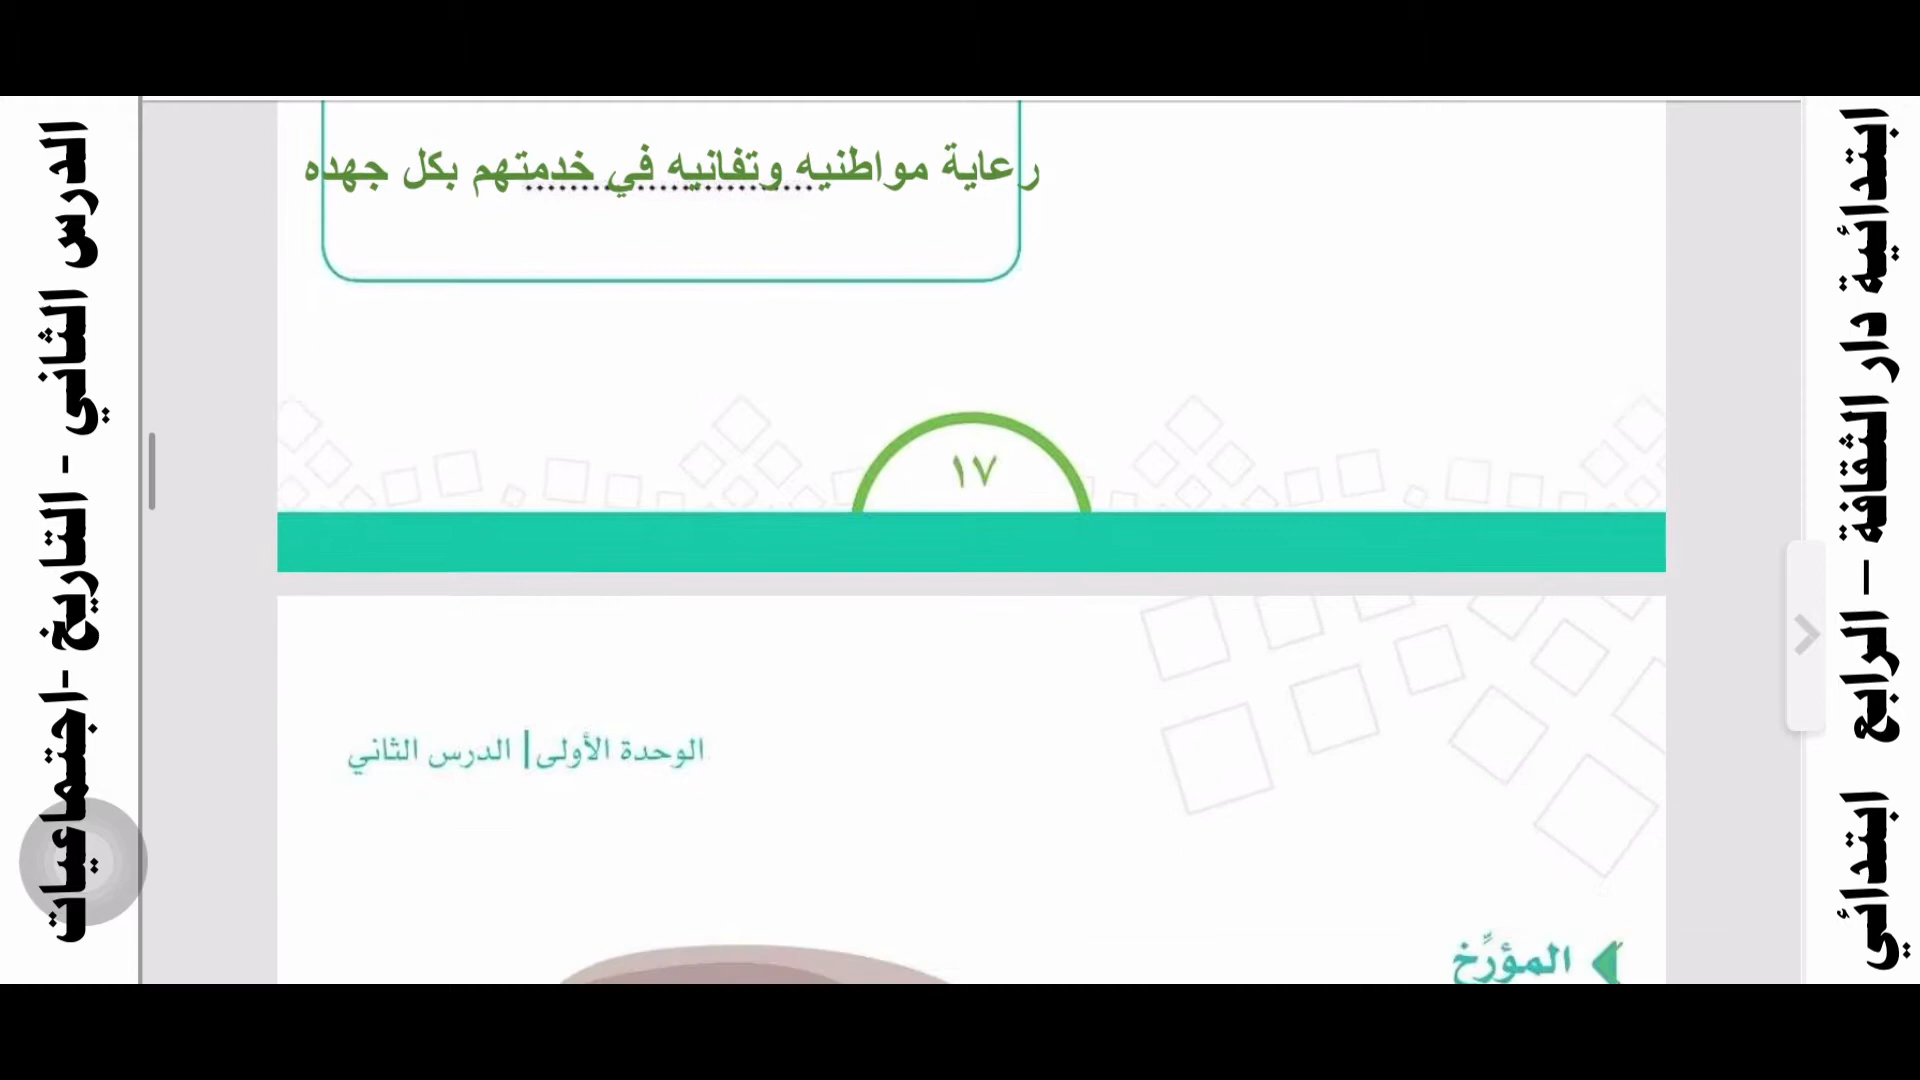 ابتدائية دار الثقافة – الرابع ابتدائي
رعاية مواطنيه وتفانيه في خدمتهم بكل جهده
١٧
الوحدة الأولى | الدرس الثاني
المؤرِّخ
الدرس الثاني - التاريخ -اجتماعيات